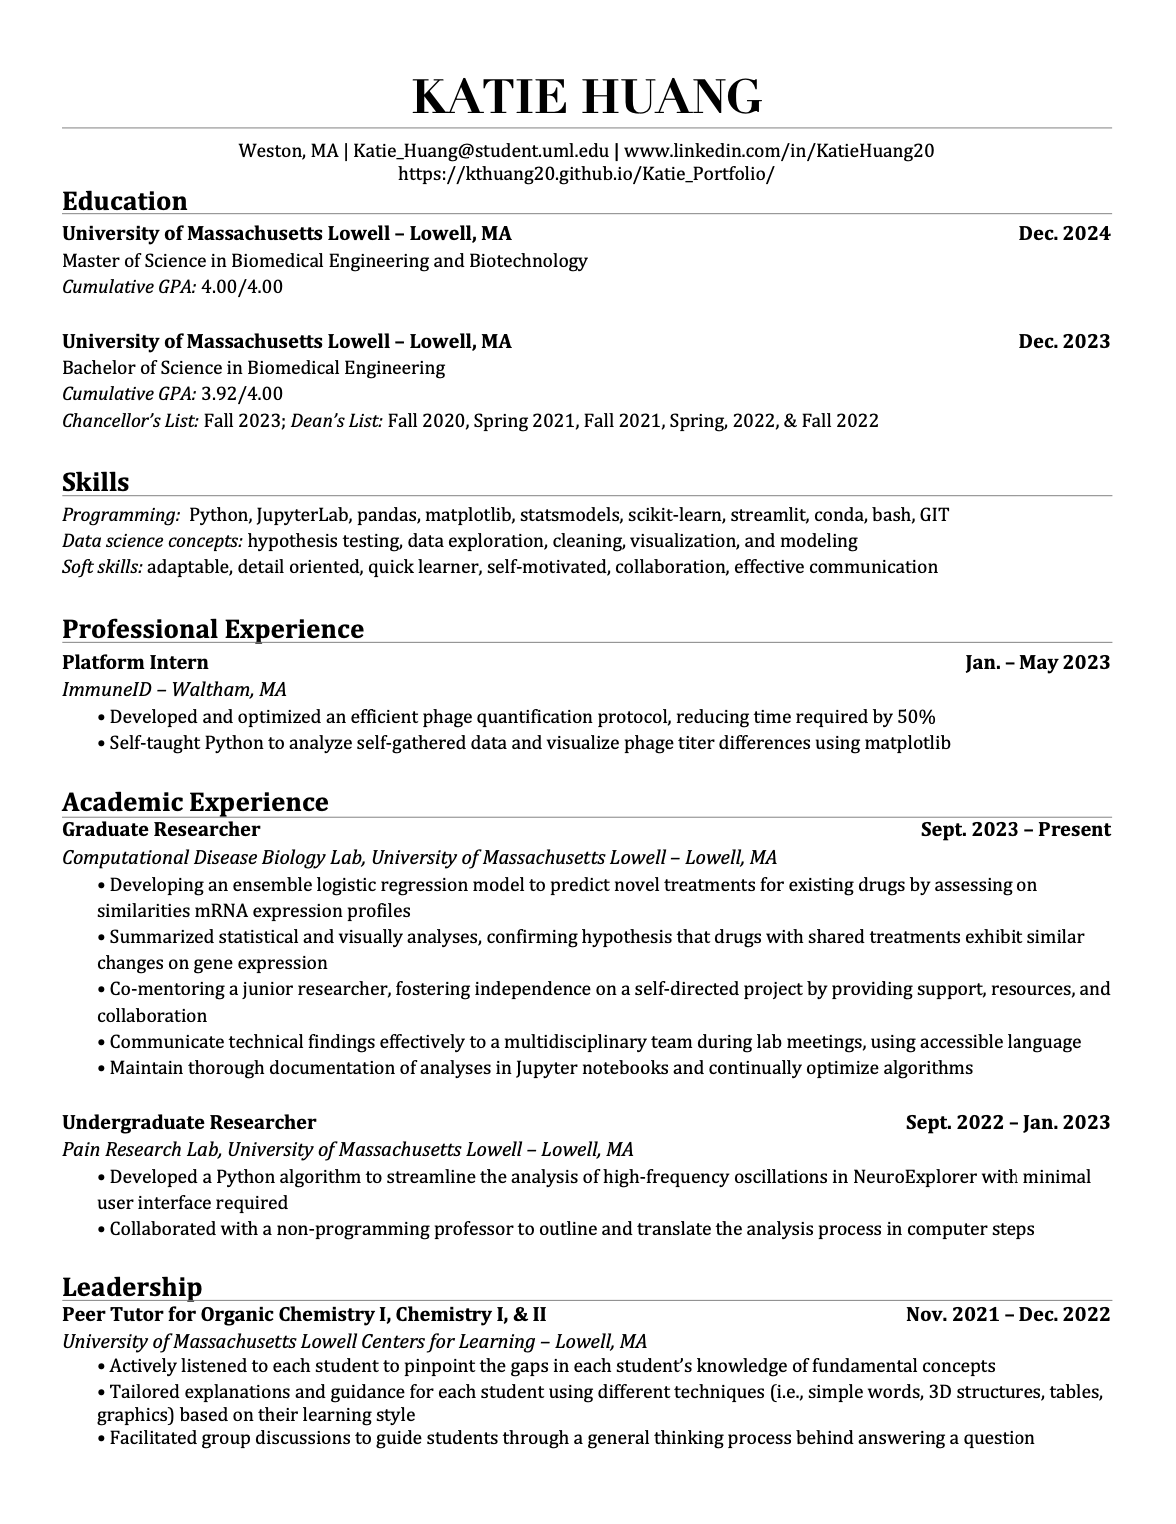 KATIE HUANG
Weston, MA | Katie_Huang@student.uml.edu | www.linkedin.com/in/KatieHuang20
https://kthuang20.github.io/Katie_Portfolio/
Education
University of Massachusetts Lowell – Lowell, MA Dec. 2024
Master of Science in Biomedical Engineering and Biotechnology
Cumulative GPA: 4.00/4.00
University of Massachusetts Lowell – Lowell, MA Dec. 2023
Bachelor of Science in Biomedical Engineering
Cumulative GPA: 3.92/4.00
Chancellor’s List: Fall 2023; Dean’s List: Fall 2020, Spring 2021, Fall 2021, Spring, 2022, & Fall 2022
Skills
Programming: Python, JupyterLab, pandas, matplotlib, statsmodels, scikit-learn, streamlit, conda, bash, GIT
Data science concepts: hypothesis testing, data exploration, cleaning, visualization, and modeling
Soft skills: adaptable, detail oriented, quick learner, self-motivated, collaboration, effective communication
Professional Experience
Platform Intern Jan. – May 2023
ImmuneID – Waltham, MA
• Developed and optimized an efficient phage quantification protocol, reducing time required by 50%
• Self-taught Python to analyze self-gathered data and visualize phage titer differences using matplotlib
Academic Experience
Graduate Researcher Sept. 2023 – Present
Computational Disease Biology Lab, University of Massachusetts Lowell – Lowell, MA
• Developing an ensemble logistic regression model to predict novel treatments for existing drugs by assessing on
similarities mRNA expression profiles
• Summarized statistical and visually analyses, confirming hypothesis that drugs with shared treatments exhibit similar
changes on gene expression
• Co-mentoring a junior researcher, fostering independence on a self-directed project by providing support, resources, and
collaboration
• Communicate technical findings effectively to a multidisciplinary team during lab meetings, using accessible language
• Maintain thorough documentation of analyses in Jupyter notebooks and continually optimize algorithms
Undergraduate Researcher Sept. 2022 – Jan. 2023
Pain Research Lab, University of Massachusetts Lowell – Lowell, MA
• Developed a Python algorithm to streamline the analysis of high-frequency oscillations in NeuroExplorer with minimal
user interface required
• Collaborated with a non-programming professor to outline and translate the analysis process in computer steps
Leadership
Peer Tutor for Organic Chemistry I, Chemistry I, & II Nov. 2021 – Dec. 2022
University of Massachusetts Lowell Centers for Learning – Lowell, MA
• Actively listened to each student to pinpoint the gaps in each student’s knowledge of fundamental concepts
• Tailored explanations and guidance for each student using different techniques (i.e., simple words, 3D structures, tables,
graphics) based on their learning style
• Facilitated group discussions to guide students through a general thinking process behind answering a question